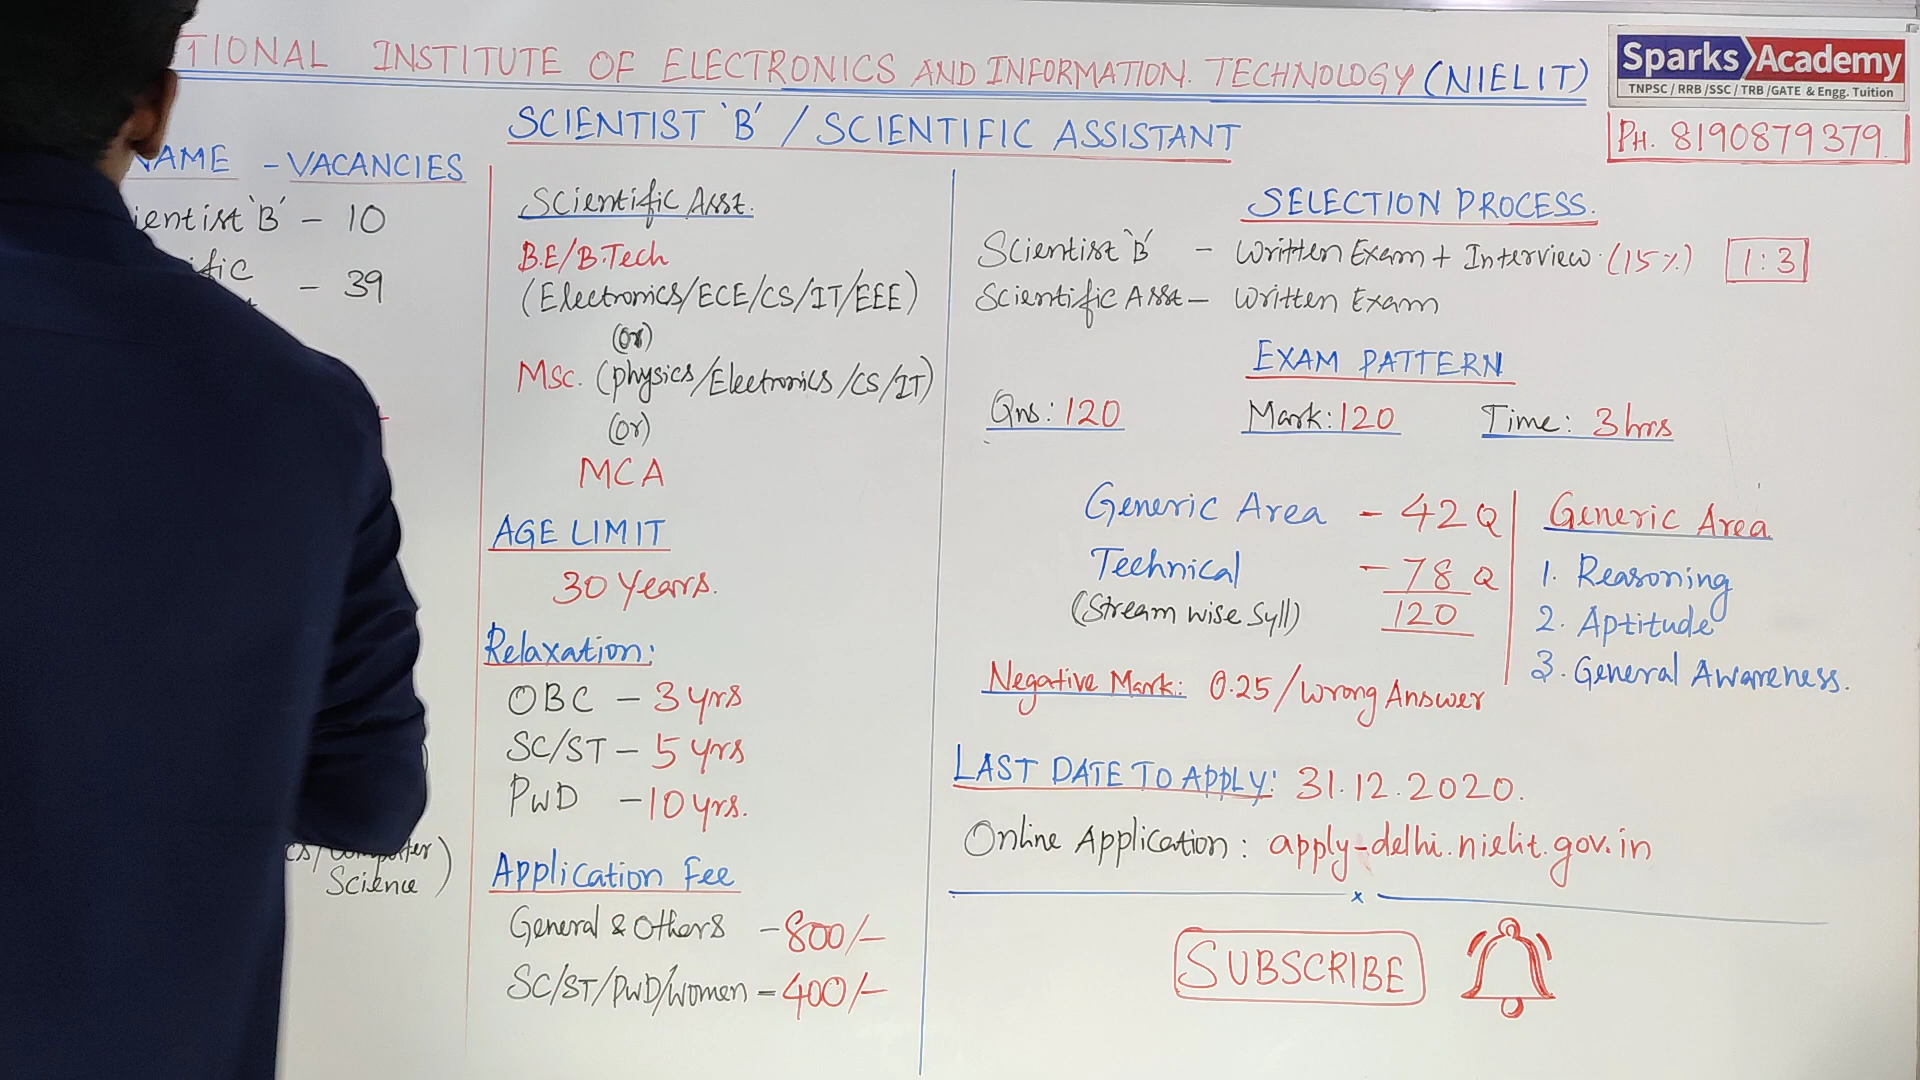 TIONAL INSTITUTE OF ELECTRONICS AND INFORMATION. TECHNOLOGY (NIELIT)
Sparks Academy
TNPSC / RRB /SSC / TRB /GATE & Engg. Tuition
PH. 8190879379.
SCIENTIST 'B' / SCIENTIFIC ASSISTANT
NAME - VACANCIES
ientist 'B' - 10
ific - 39
Science )
Scientific Asst.
B.E/B.Tech
(Electronics/ECE/CS/IT/EEE)
(or)
Msc. (physics/Electronics/CS/IT)
(or)
MCA
AGE LIMIT
30 Years.
Relaxation:
OBC - 3 yrs
SC/ST - 5 yrs
PWD - 10 yrs.
Application Fee
General & Others - 800/-
SC/ST/PWD/women - 400/-
SELECTION PROCESS.
Scientist 'B' - Written Exam + Interview. (15%) 1:3
Scientific Asst - Written Exam
EXAM PATTERN
Qns: 120 Mark: 120 Time: 3 hrs
Generic Area - 42 Q
Technical - 78 Q
(Stream wise Syll) 120
Generic Area
1. Reasoning
2. Aptitude
3. General Awareness.
Negative Mark: 0.25/wrong Answer
LAST DATE TO APPLY: 31.12.2020.
Online Application: apply-delhi.nielit.gov.in
SUBSCRIBE